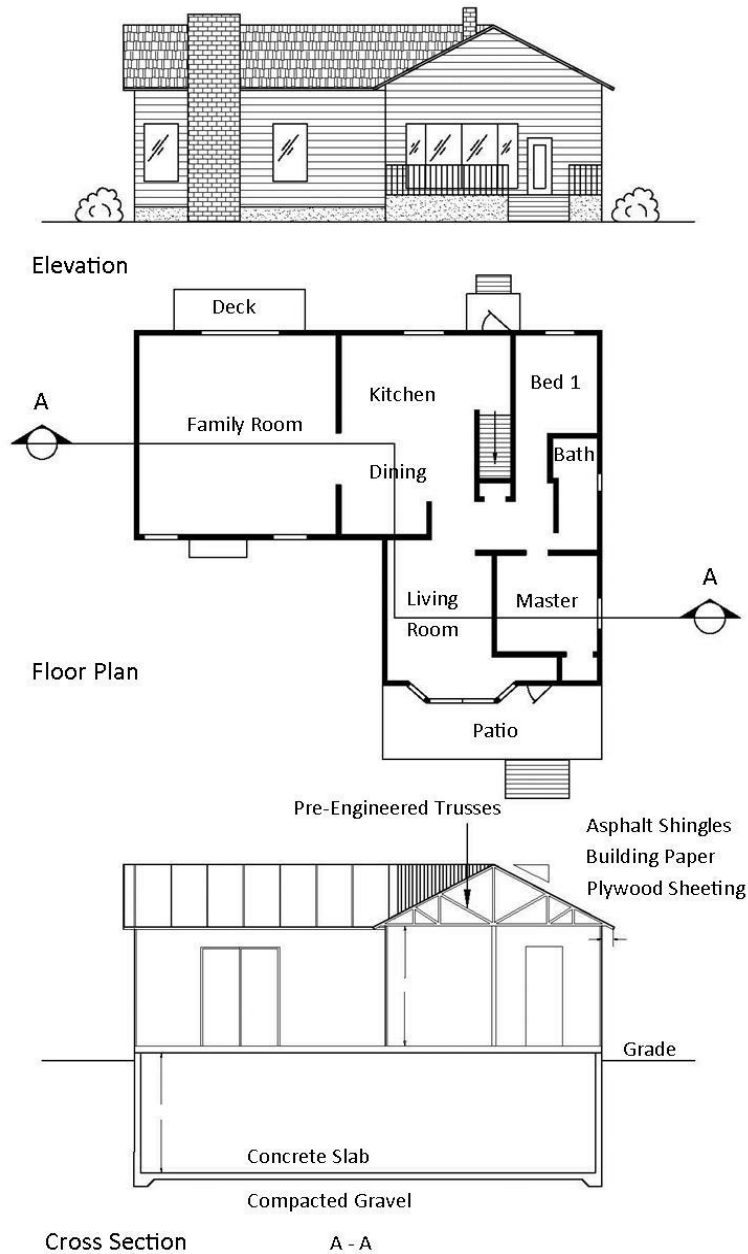 Elevation
Deck
Kitchen
Bed 1
A
Family Room
Bath
Dining
A
Living
Room
Master
Floor Plan
Patio
Pre-Engineered Trusses
Asphalt Shingles
Building Paper
Plywood Sheeting
Grade
Concrete Slab
Compacted Gravel
Cross Section
A - A